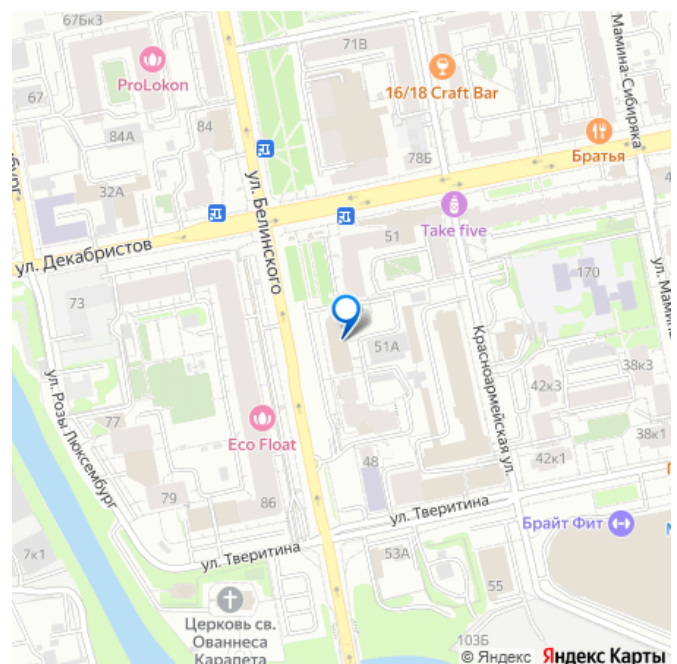 67Бк3
ProLokon
67
84А
84
32А
71В
16/18 Craft Bar
78Б
Братья
Мамина-Сибиряка
ул. Белинского
ул. Декабристов
Take five
51
73
170
ул. Мамин
51А
Красноармейская ул.
42к3
38к3
ул. Розы Люксембург
77
Eco Float
48
38к1
42к1
79
86
ул. Тверитина
Брайт Фит
7к1
ул. Тверитина
53А
55
Церковь св.
Ованнеса
Карапета
103Б
© Яндекс Яндекс Карты